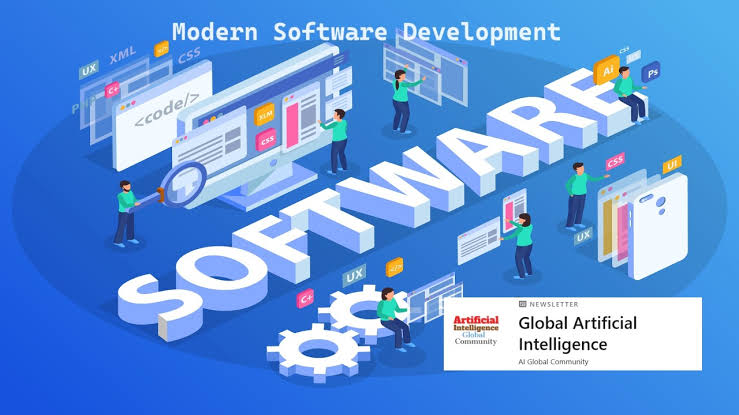 Modern Software Development
UX
XML
</>
CSS
C+
<code/>
XLM
CSS
CSS
Ai
Ps
SOFTWARE
CSS
UI
UX
C+
UX
</>
NEWSLETTER
Artificial
Intelligence
Global
Community
Global Artificial
Intelligence
AI Global Community